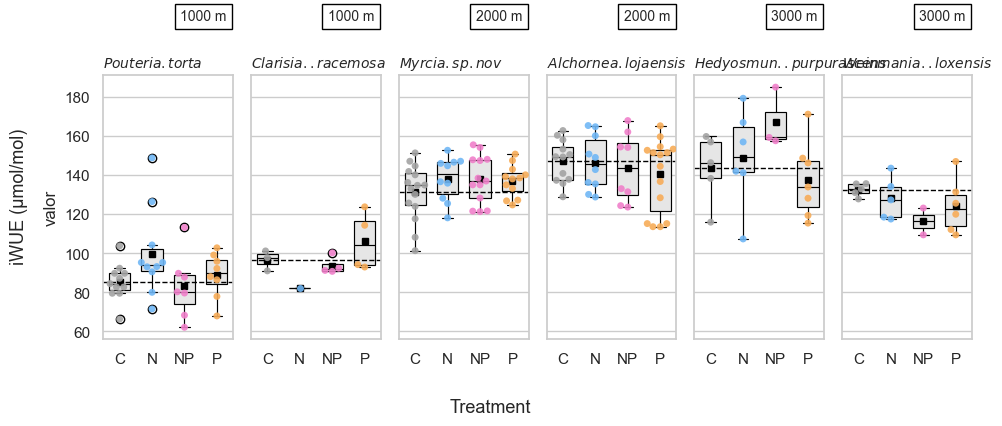 1000 m 1000 m 2000 m 2000 m 3000 m 3000 m
Pouteria.torta Clarisia..racemosa Myrcia.sp.nov Alchornea.lojaensis Hedyosmun..purpurascens Weinmania..loxensis
iWUE (μmol/mol)
valor
180
160
140
120
100
80
60
C N NP P C N NP P C N NP P C N NP P C N NP P C N NP P
Treatment